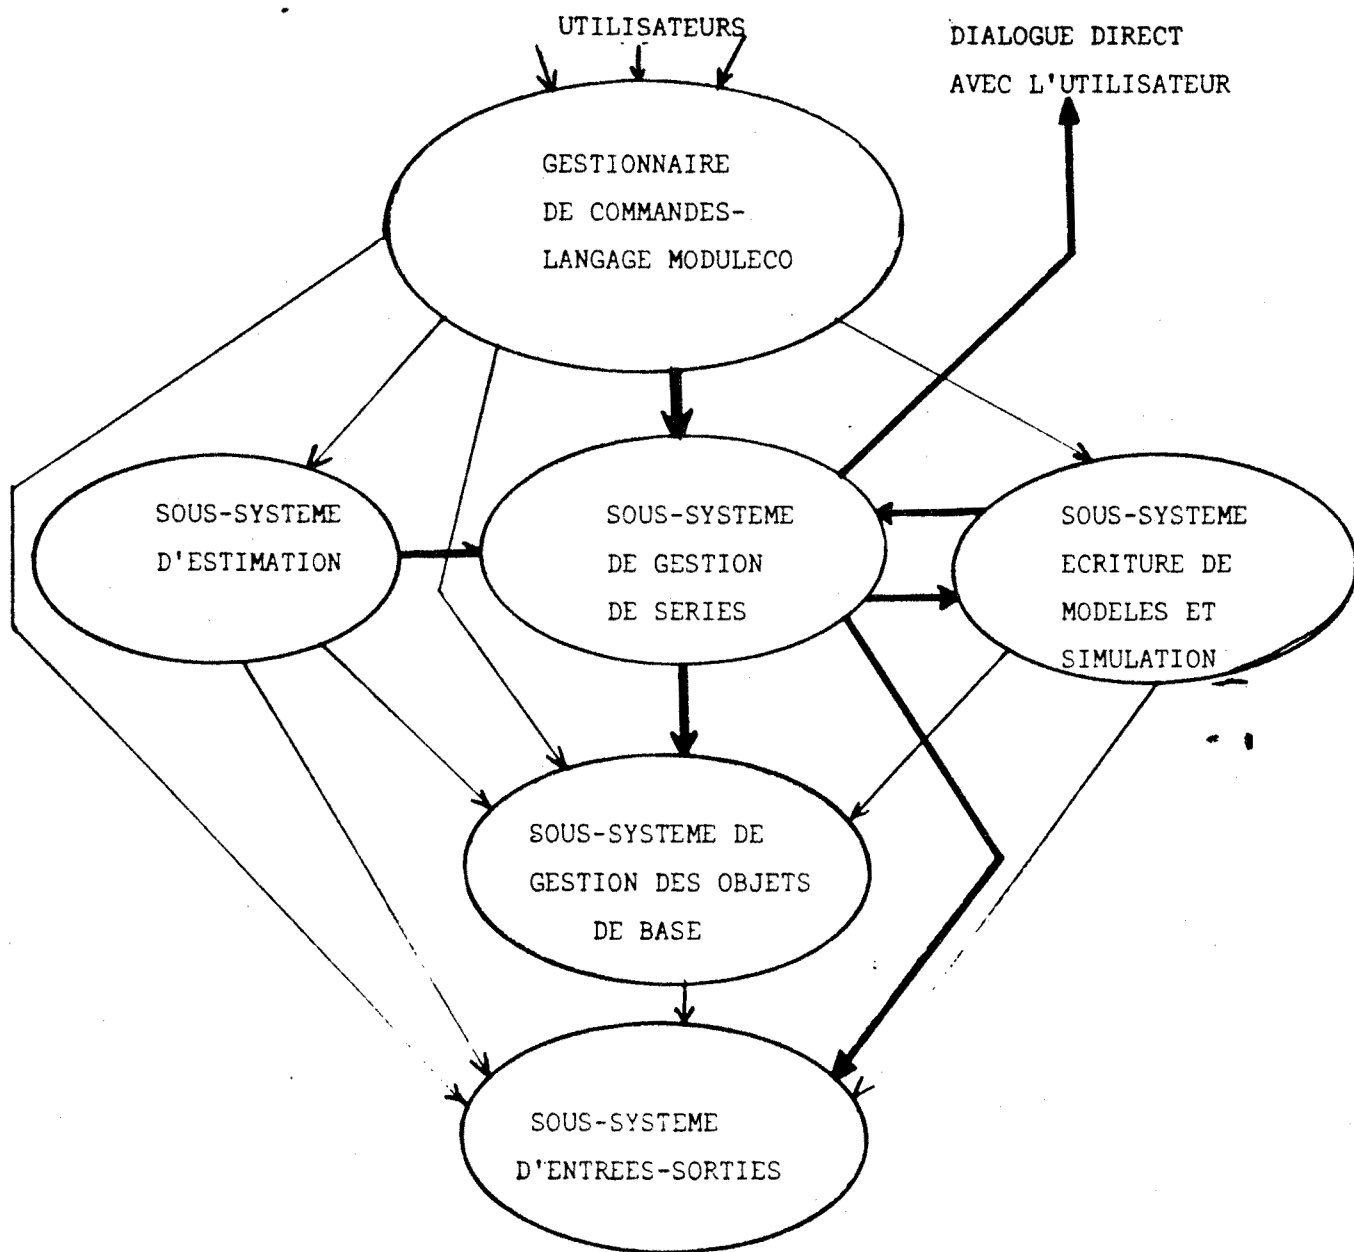 UTILISATEURS
DIALOGUE DIRECT
AVEC L'UTILISATEUR
GESTIONNAIRE
DE COMMANDES-
LANGAGE MODULECO
SOUS-SYSTEME
D'ESTIMATION
SOUS-SYSTEME
DE GESTION
DE SERIES
SOUS-SYSTEME
ECRITURE DE
MODELES ET
SIMULATION
SOUS-SYSTEME DE
GESTION DES OBJETS
DE BASE
SOUS-SYSTEME
D'ENTREES-SORTIES